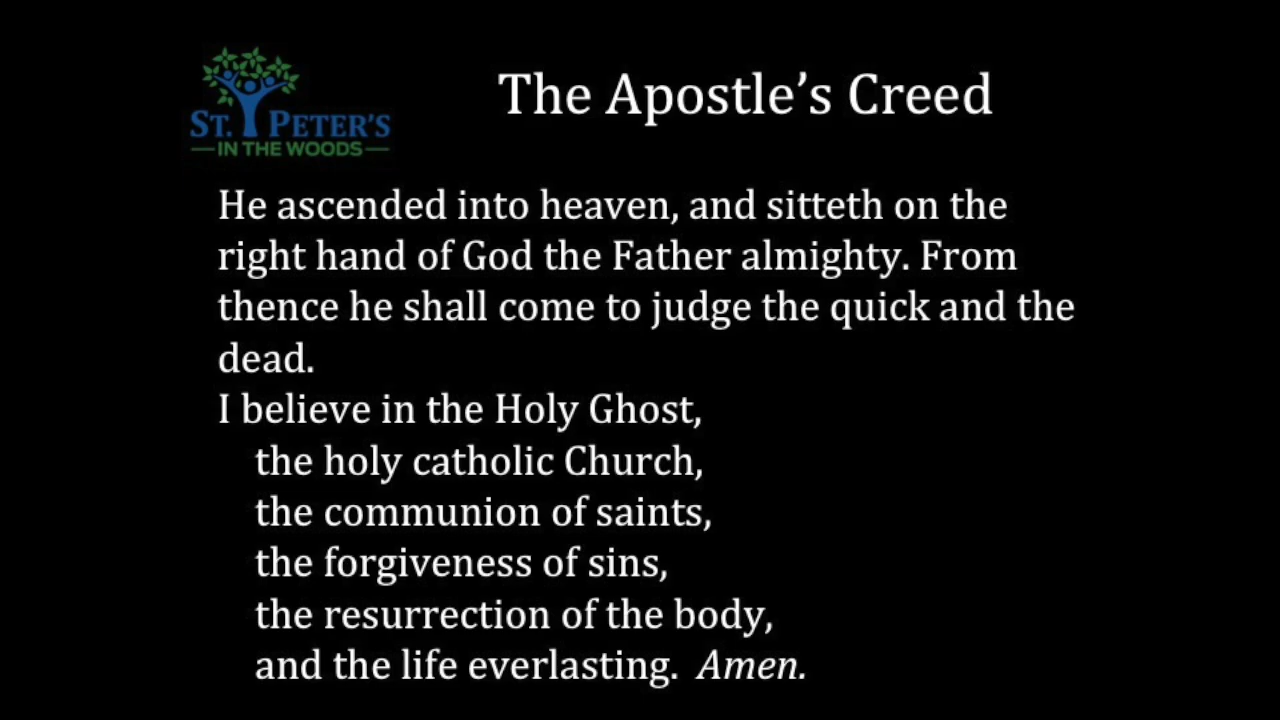 ST. PETER'S
IN THE WOODS
The Apostle’s Creed
He ascended into heaven, and sitteth on the
right hand of God the Father almighty. From
thence he shall come to judge the quick and the
dead.
I believe in the Holy Ghost,
the holy catholic Church,
the communion of saints,
the forgiveness of sins,
the resurrection of the body,
and the life everlasting. Amen.